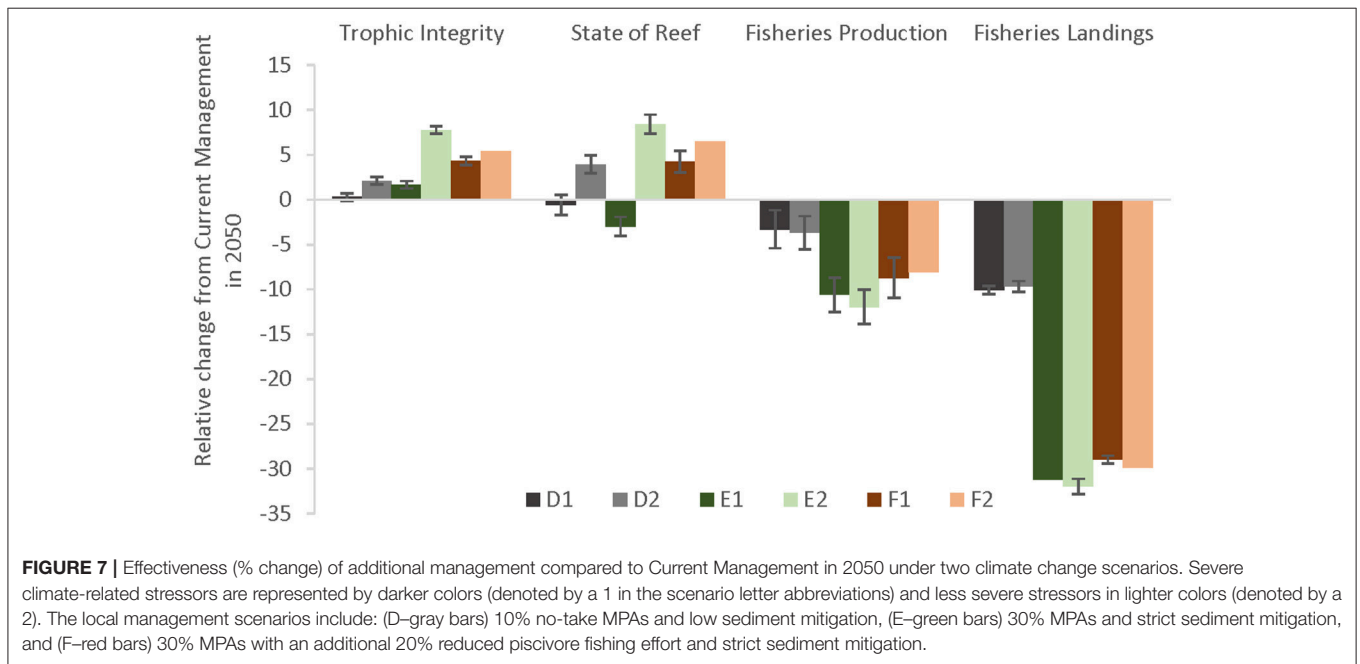 Trophic Integrity State of Reef Fisheries Production Fisheries Landings
Relative change from Current Management
in 2050
15
10
5
0
-5
-10
-15
-20
-25
-30
-35
D1 D2 E1 E2 F1 F2
FIGURE 7 | Effectiveness (% change) of additional management compared to Current Management in 2050 under two climate change scenarios. Severe
climate-related stressors are represented by darker colors (denoted by a 1 in the scenario letter abbreviations) and less severe stressors in lighter colors (denoted by a
2). The local management scenarios include: (D–gray bars) 10% no-take MPAs and low sediment mitigation, (E–green bars) 30% MPAs and strict sediment mitigation,
and (F–red bars) 30% MPAs with an additional 20% reduced piscivore fishing effort and strict sediment mitigation.